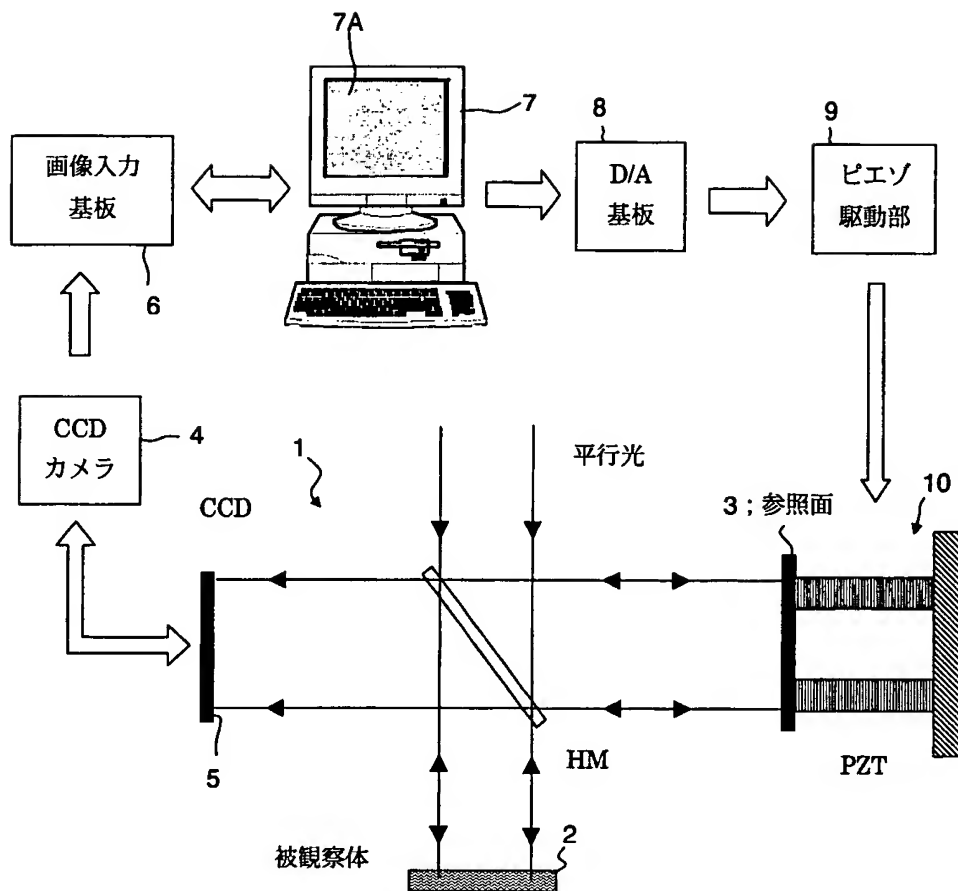 7A
7
8
9
画像入力
基板
6
D/A
基板
ピエゾ
駆動部
CCD
カメラ
4
1
平行光
CCD
3；参照面
10
5
HM
PZT
被観察体
2